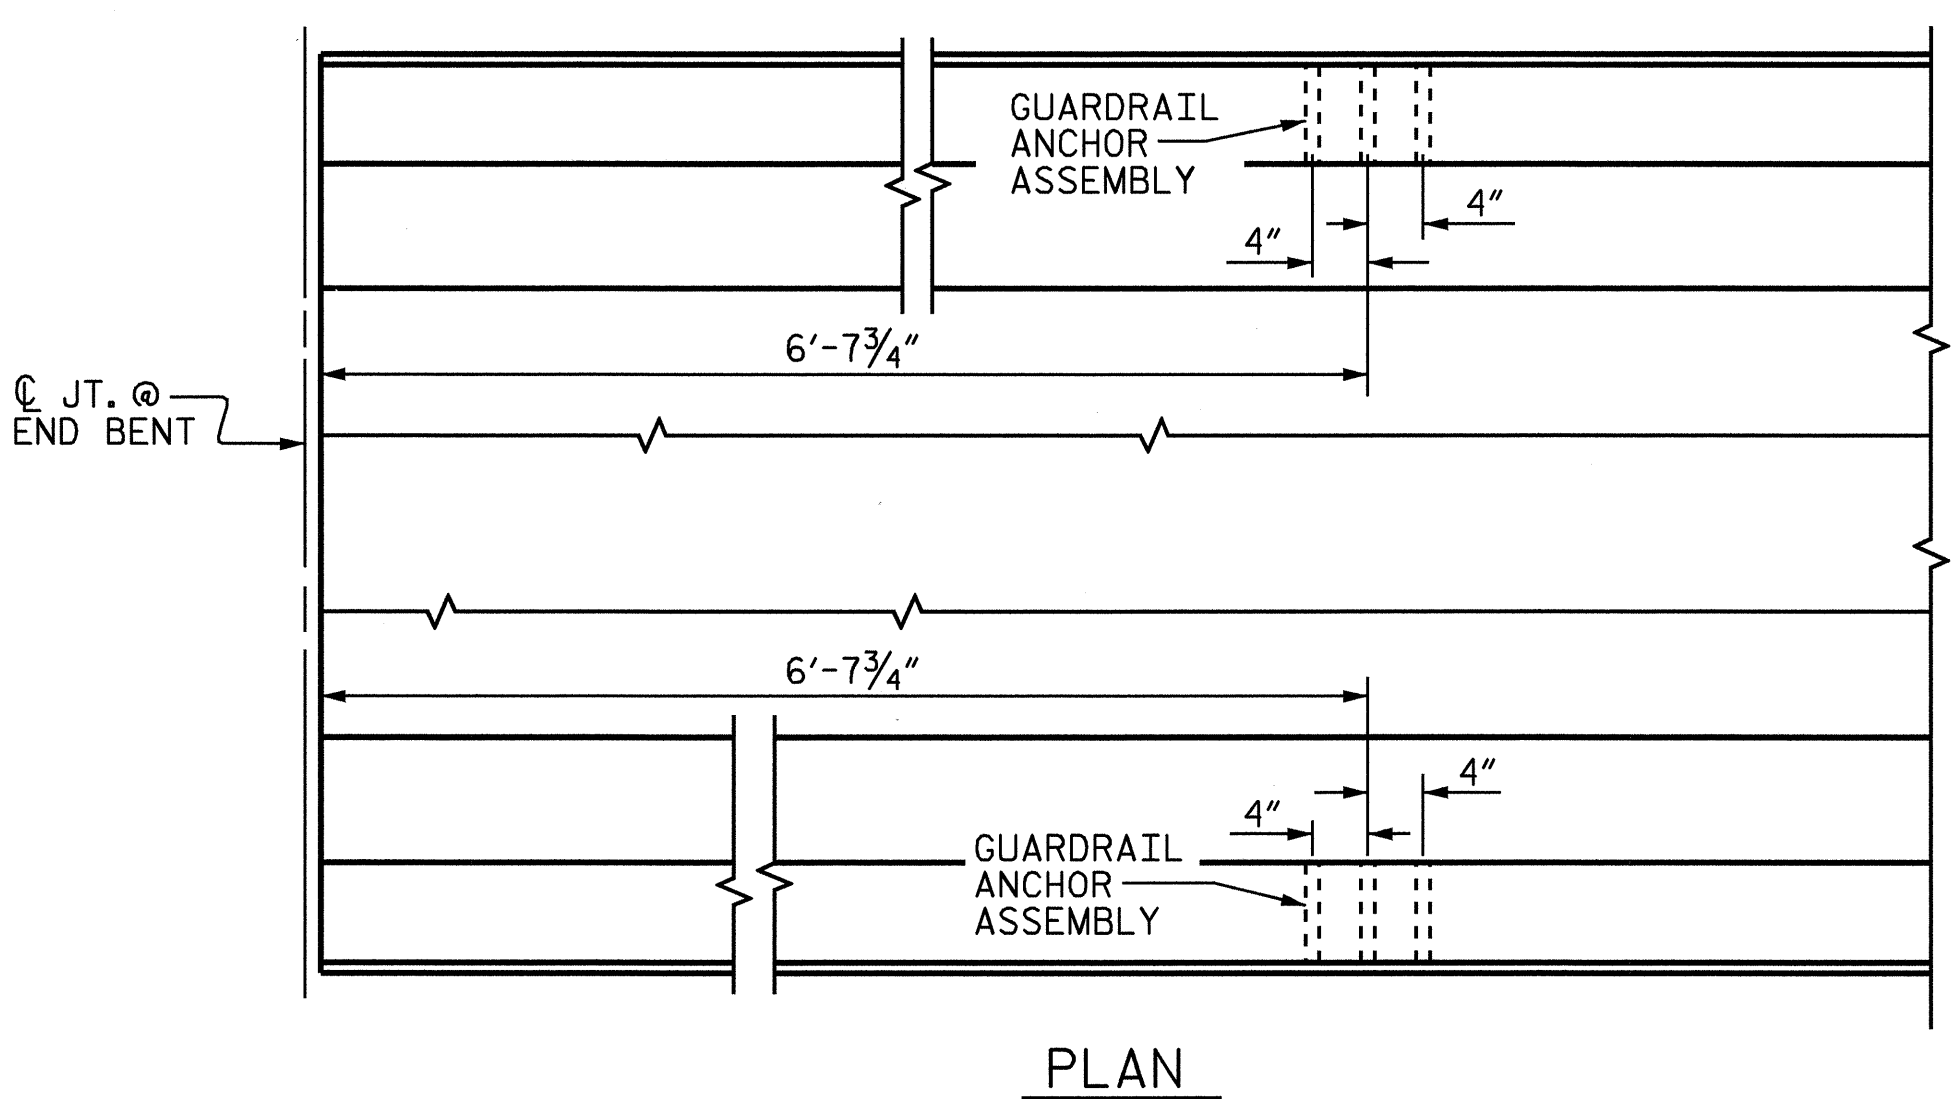 GUARDRAIL
ANCHOR
ASSEMBLY
4"
4"
6'-7¾"
℄ JT. @
END BENT
6'-7¾"
4"
4"
GUARDRAIL
ANCHOR
ASSEMBLY
PLAN